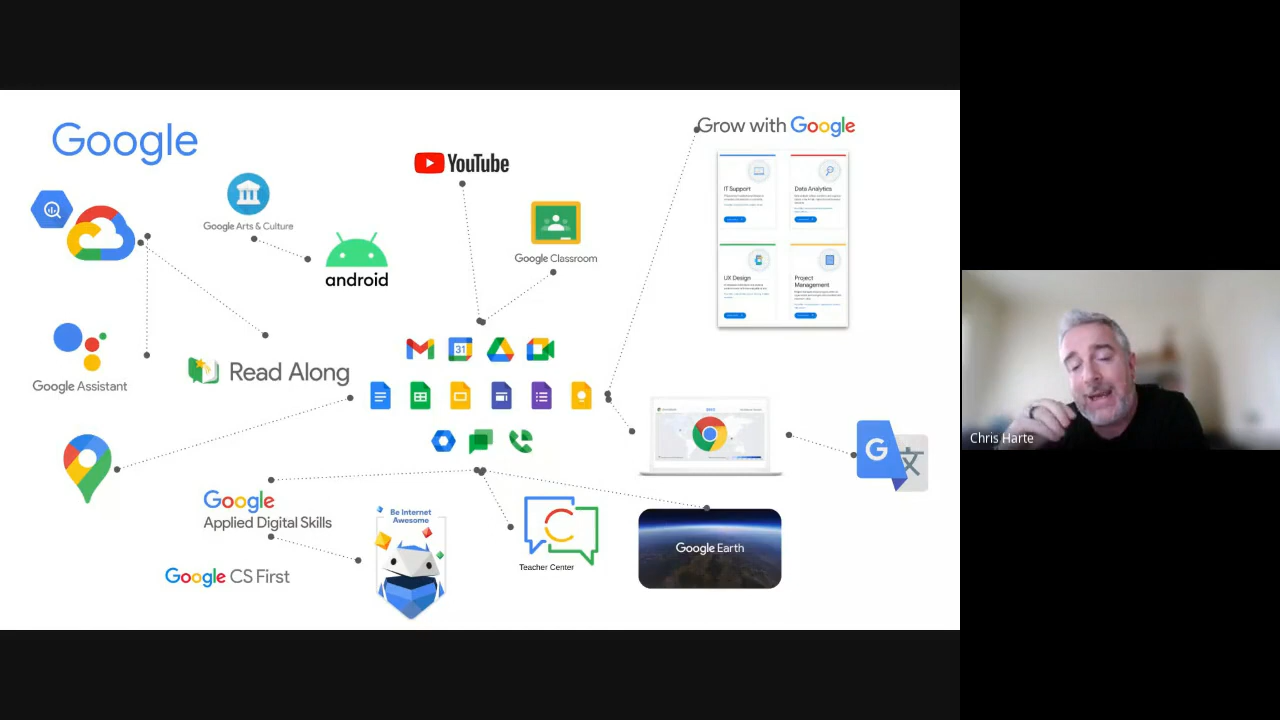 Google
Google Arts & Culture
android
YouTube
Google Classroom
Grow with Google
IT Support
Data Analytics
UX Design
Project
Management
Google Assistant
Read Along
31
Google
Applied Digital Skills
Google CS First
Be Internet
Awesome
Teacher Center
Google Earth
G
文
Chris Harte